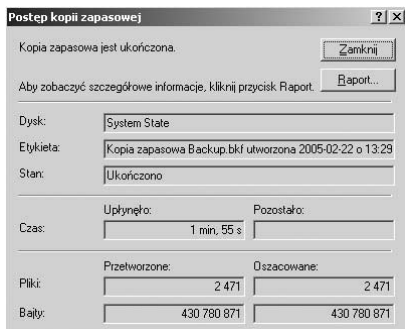 Postęp kopii zapasowej
Kopia zapasowa jest ukończona.
Zamknij
Aby zobaczyć szczegółowe informacje, kliknij przycisk Raport.
Raport...
Dysk: System State
Etykieta: Kopia zapasowa Backup.bkf utworzona 2005-02-22 o 13:29
Stan: Ukończono
Upłynęło: Pozostało:
Czas: 1 min, 55 s
Przetworzone: Oszacowane:
Pliki: 2 471 2 471
Bajty: 430 780 871 430 780 871